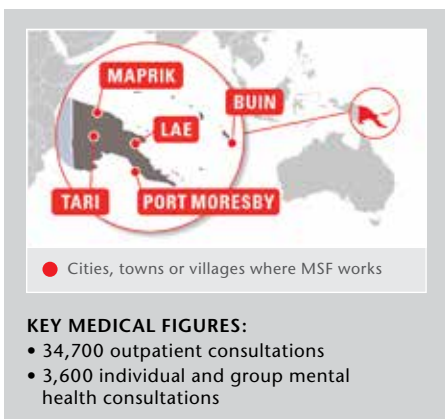 MAPRIK
BUIN
LAE
TARI
PORT MORESBY
Cities, towns or villages where MSF works
KEY MEDICAL FIGURES:
• 34,700 outpatient consultations
• 3,600 individual and group mental
health consultations